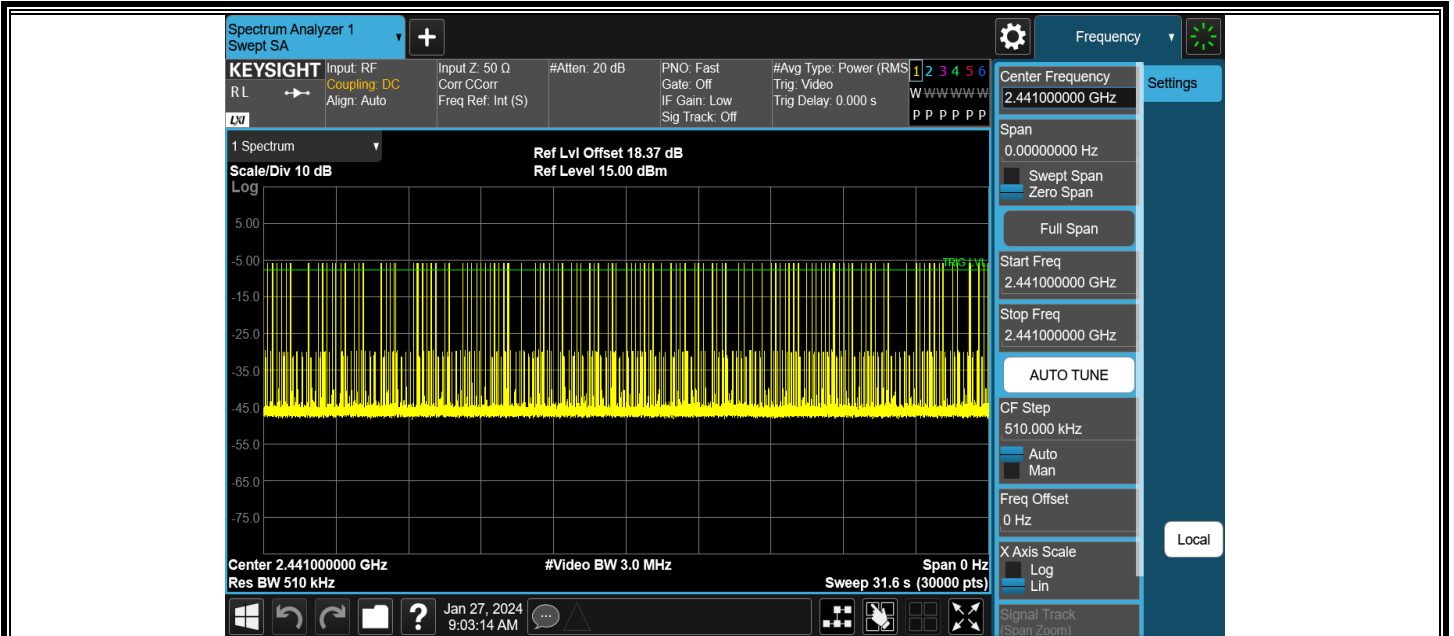 Spectrum Analyzer 1
Swept SA
+
Frequency
KEYSIGHT
R L
LXI
Input: RF
Coupling: DC
Align: Auto
Input Z: 50 Ω
Corr CCorr
Freq Ref: Int (S)
#Atten: 20 dB
PNO: Fast
Gate: Off
IF Gain: Low
Sig Track: Off
#Avg Type: Power (RMS
Trig: Video
Trig Delay: 0.000 s
1 2 3 4 5 6
W W W W W W
P P P P P P
1 Spectrum
Scale/Div 10 dB
Log
Ref Lvl Offset 18.37 dB
Ref Level 15.00 dBm
5.00
-5.00
-15.0
-25.0
-35.0
-45.0
-55.0
-65.0
-75.0
TRIG LVL
Center 2.441000000 GHz
Res BW 510 kHz
#Video BW 3.0 MHz
Span 0 Hz
Sweep 31.6 s (30000 pts)
?
Jan 27, 2024
9:03:14 AM
Center Frequency
2.441000000 GHz
Span
0.00000000 Hz
Swept Span
Zero Span
Full Span
Start Freq
2.441000000 GHz
Stop Freq
2.441000000 GHz
AUTO TUNE
CF Step
510.000 kHz
Auto
Man
Freq Offset
0 Hz
X Axis Scale
Log
Lin
Signal Track
(Span Zoom)
Settings
Local